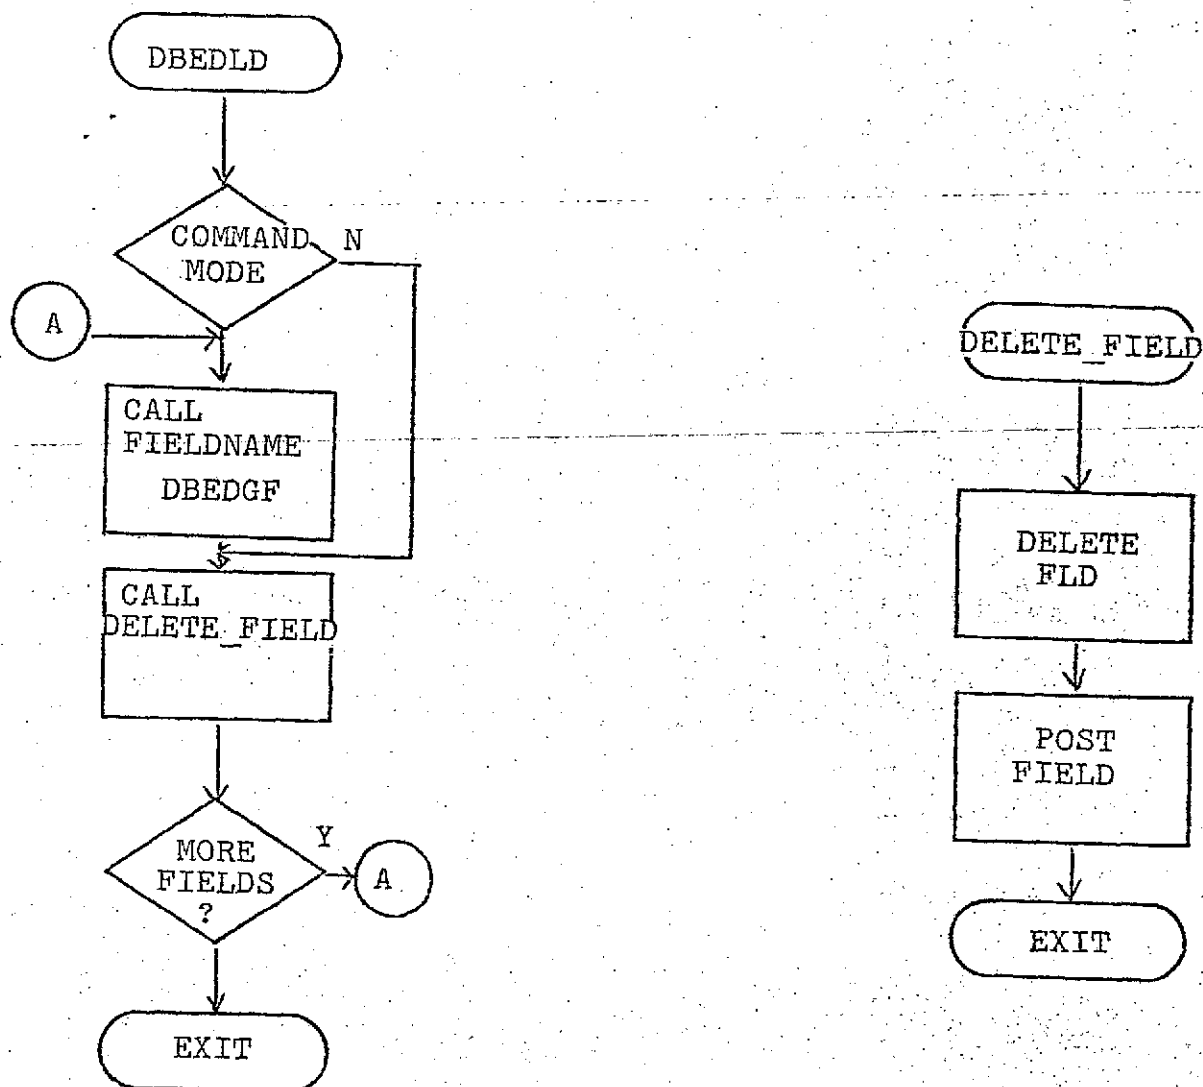 DBEDLD
COMMAND
MODE
N
A
CALL
FIELDNAME
DBEDGF
CALL
DELETE_FIELD
MORE
FIELDS
?
Y
A
EXIT
DELETE_FIELD
DELETE
FLD
POST
FIELD
EXIT